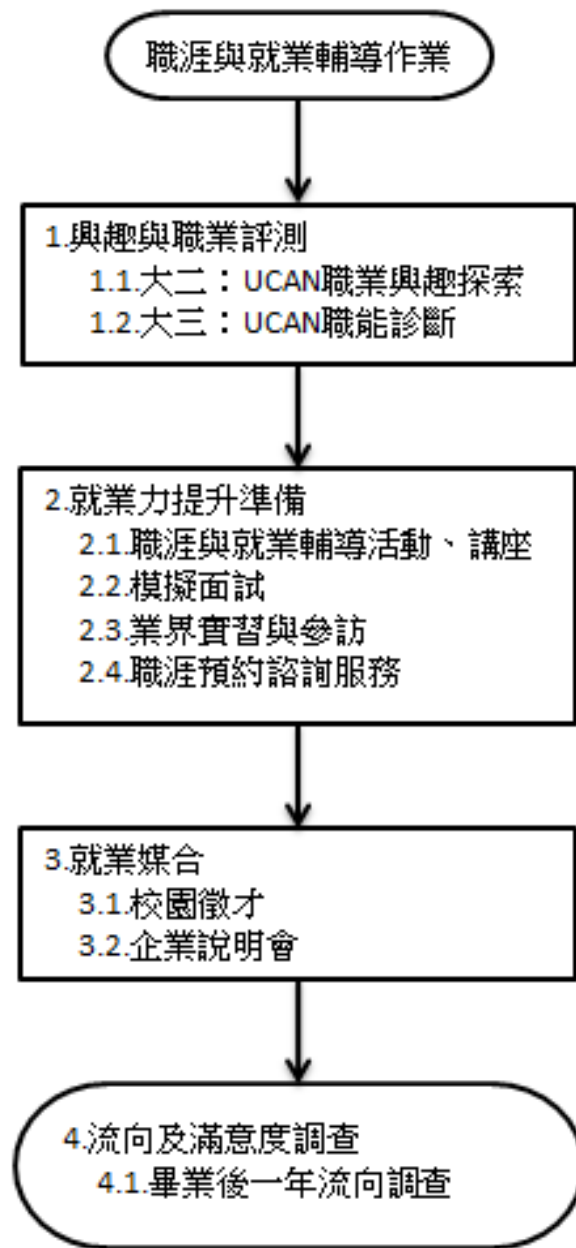 職涯與就業輔導作業
1.興趣與職業評測
1.1.大二：UCAN職業興趣探索
1.2.大三：UCAN職能診斷
2.就業力提升準備
2.1.職涯與就業輔導活動、講座
2.2.模擬面試
2.3.業界實習與參訪
2.4.職涯預約諮詢服務
3.就業媒合
3.1.校園徵才
3.2.企業說明會
4.流向及滿意度調查
4.1.畢業後一年流向調查